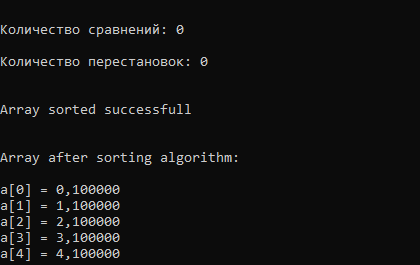 Количество сравнений: 0
Количество перестановок: 0
Array sorted successfull
Array after sorting algorithm:
a[0] = 0,100000
a[1] = 1,100000
a[2] = 2,100000
a[3] = 3,100000
a[4] = 4,100000